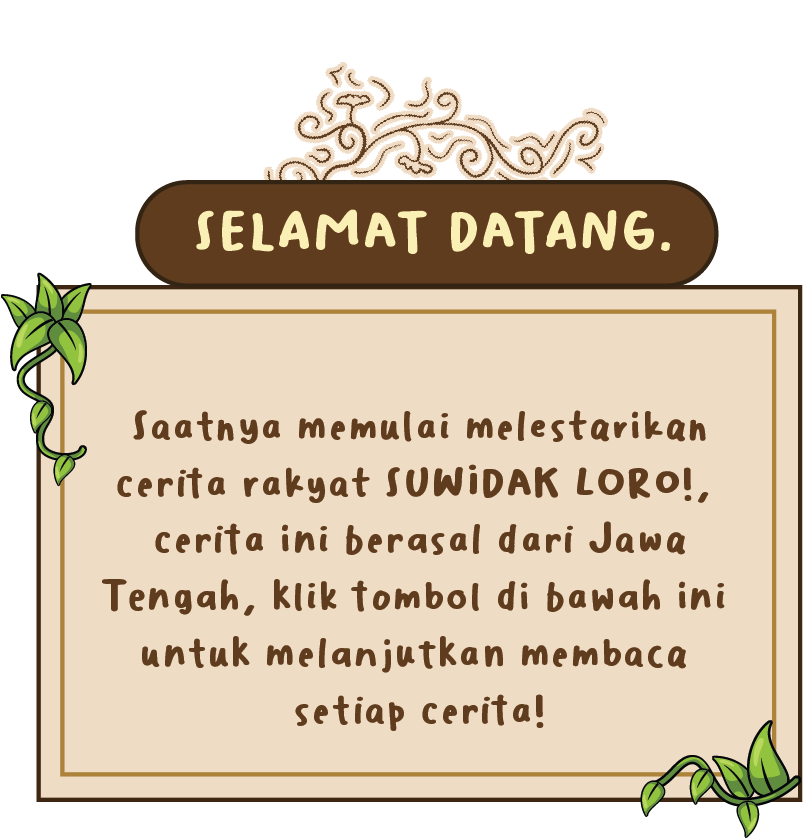 SELAMAT DATANG.
Saatnya memulai melestarikan
cerita rakyat SUWiDAK LORO!,
cerita ini berasal dari Jawa
Tengah, klik tombol di bawah ini
untuk melanjutkan membaca
setiap cerita!